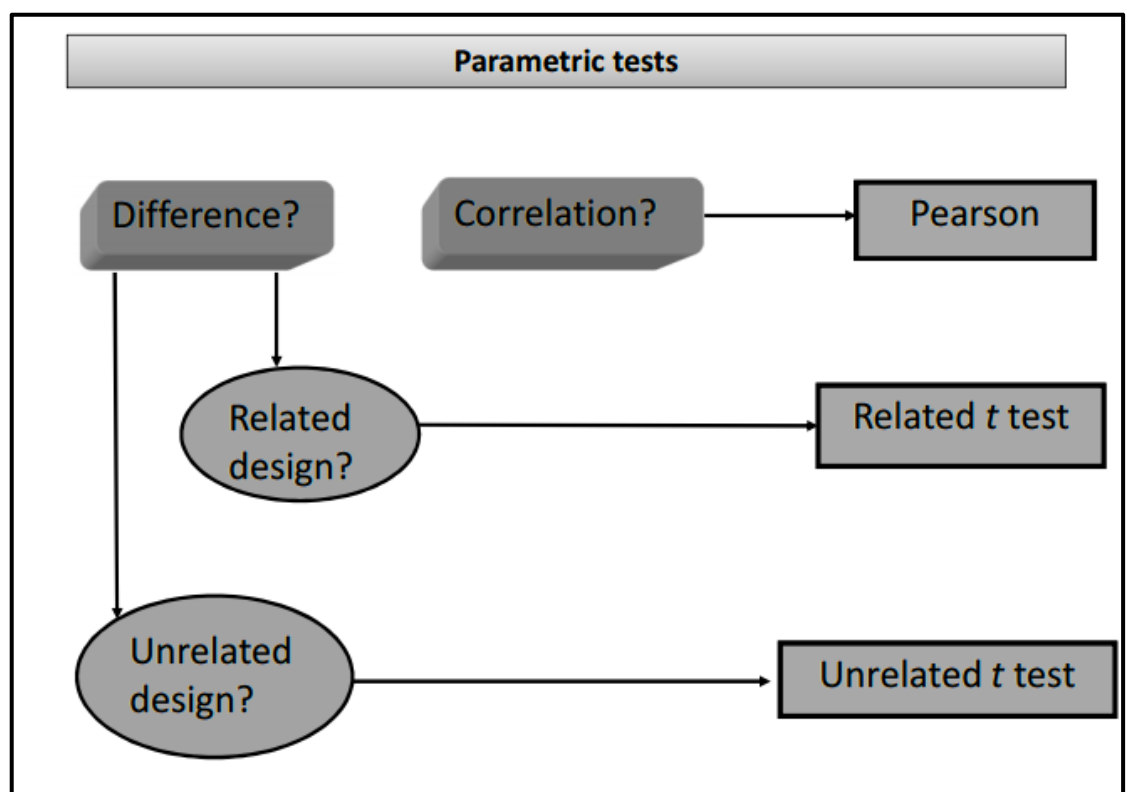 Parametric tests
Difference?
Correlation?
Pearson
Related
design?
Related t test
Unrelated
design?
Unrelated t test